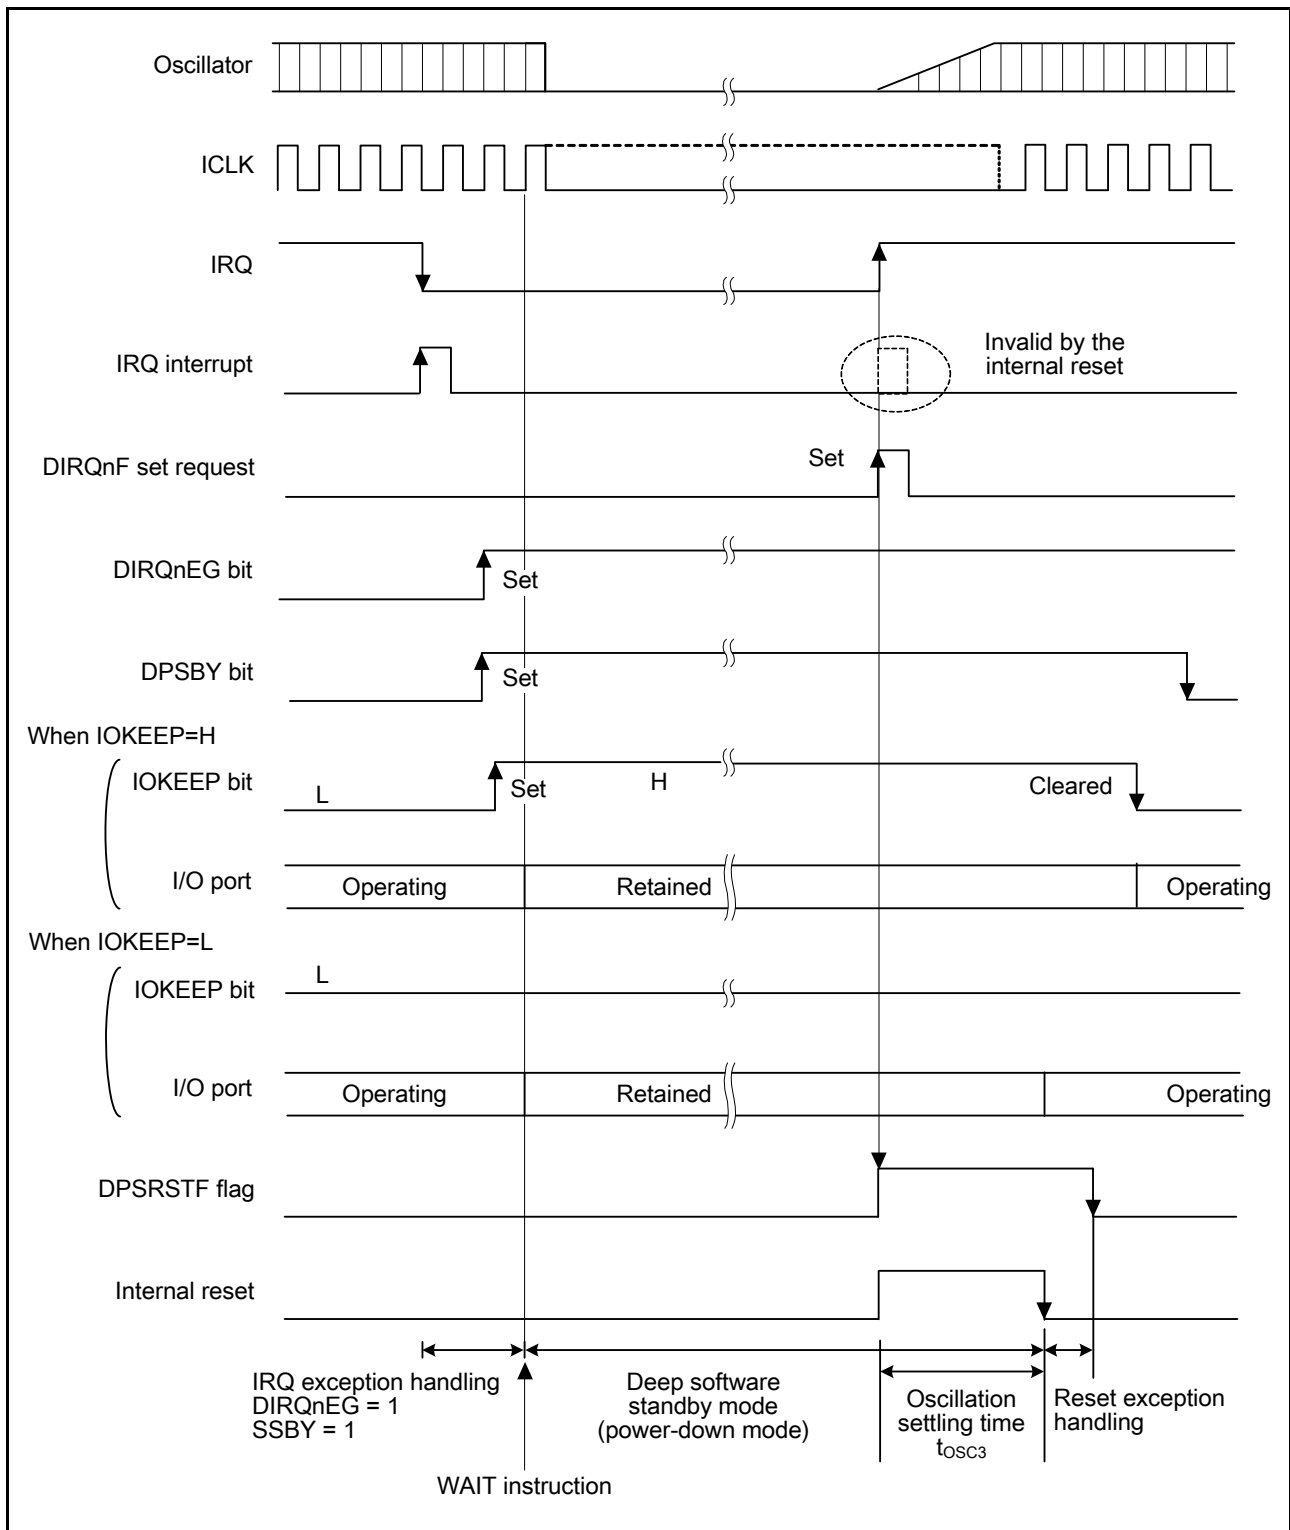 Oscillator
ICLK
IRQ
IRQ interrupt
Invalid by the
internal reset
DIRQnF set request
Set
DIRQnEG bit
Set
DPSBY bit
Set
When IOKEEP=H
IOKEEP bit
L
Set
H
Cleared
I/O port
Operating
Retained
Operating
When IOKEEP=L
IOKEEP bit
L
I/O port
Operating
Retained
Operating
DPSRSTF flag
Internal reset
IRQ exception handling
DIRQnEG = 1
SSBY = 1
Deep software
standby mode
(power-down mode)
Oscillation
settling time
tOSC3
Reset exception
handling
WAIT instruction